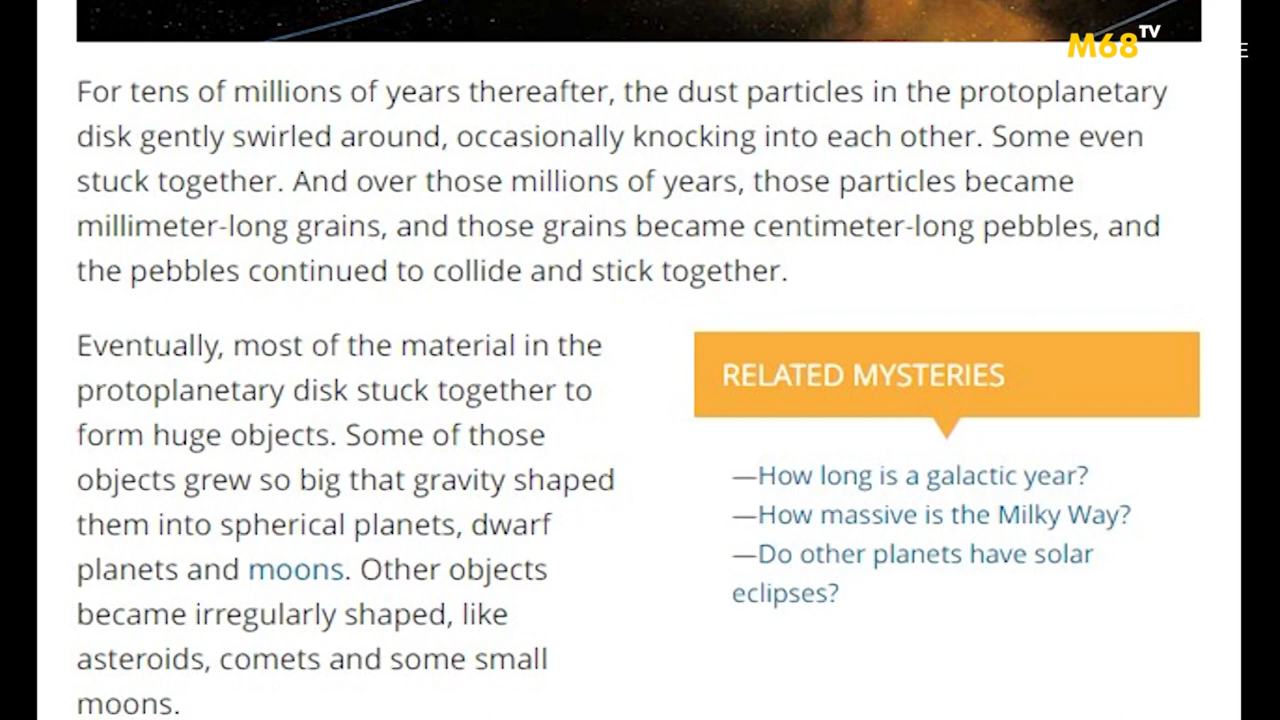 M68 TV
For tens of millions of years thereafter, the dust particles in the protoplanetary
disk gently swirled around, occasionally knocking into each other. Some even
stuck together. And over those millions of years, those particles became
millimeter-long grains, and those grains became centimeter-long pebbles, and
the pebbles continued to collide and stick together.
Eventually, most of the material in the
protoplanetary disk stuck together to
form huge objects. Some of those
objects grew so big that gravity shaped
them into spherical planets, dwarf
planets and moons. Other objects
became irregularly shaped, like
asteroids, comets and some small
moons.
RELATED MYSTERIES
—How long is a galactic year?
—How massive is the Milky Way?
—Do other planets have solar
eclipses?